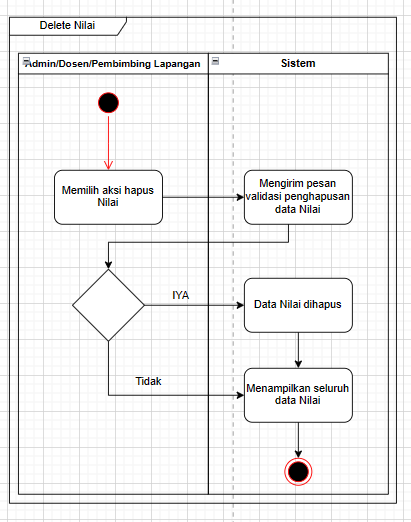 Delete Nilai
Admin/Dosen/Pembimbing Lapangan
Sistem
Memilih aksi hapus
Nilai
Mengirim pesan
validasi penghapusan
data Nilai
IYA
Data Nilai dihapus
Tidak
Menampilkan seluruh
data Nilai